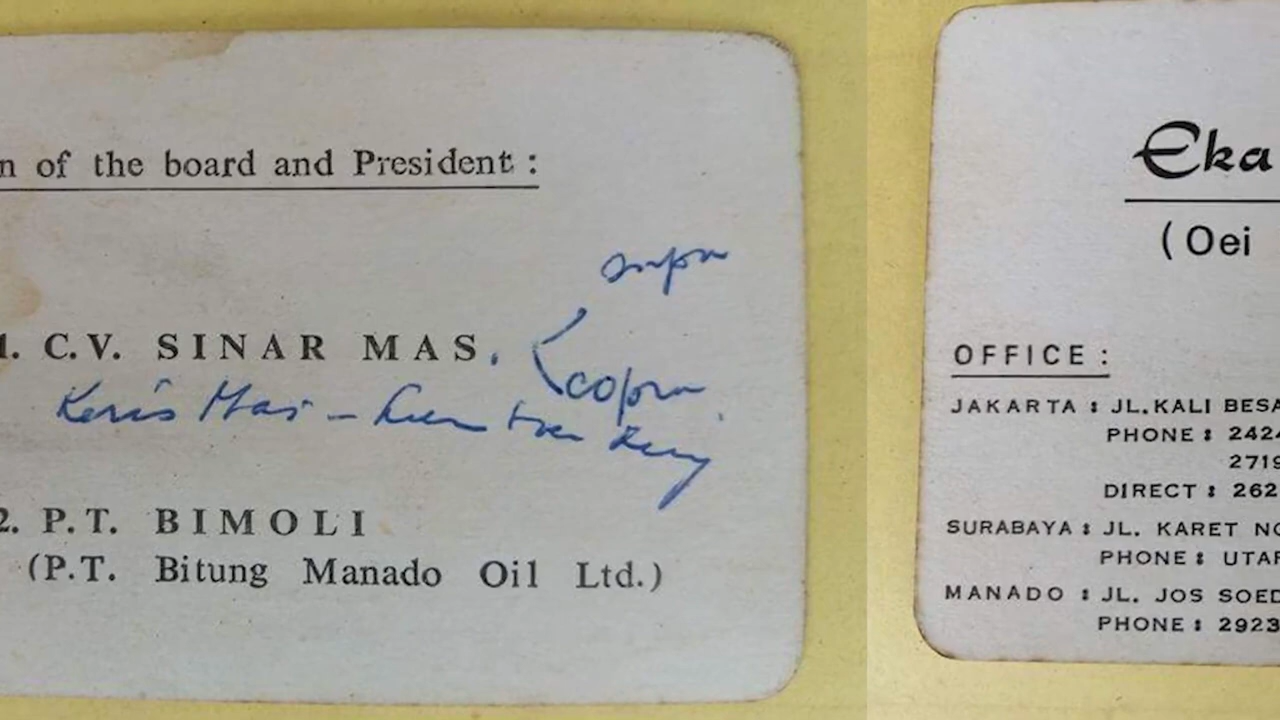 n of the board and President :
1. C.V. SINAR MAS.
copra
Keris Mas –
2. P.T. BIMOLI
(P.T. Bitung Manado Oil Ltd.)
Eka
(Oei
OFFICE :
JAKARTA : JL. KALI BESA
PHONE : 242
2719
DIRECT : 262
SURABAYA : JL. KARET NO
PHONE : UTAR
MANADO : JL. JOS SOED
PHONE : 2923